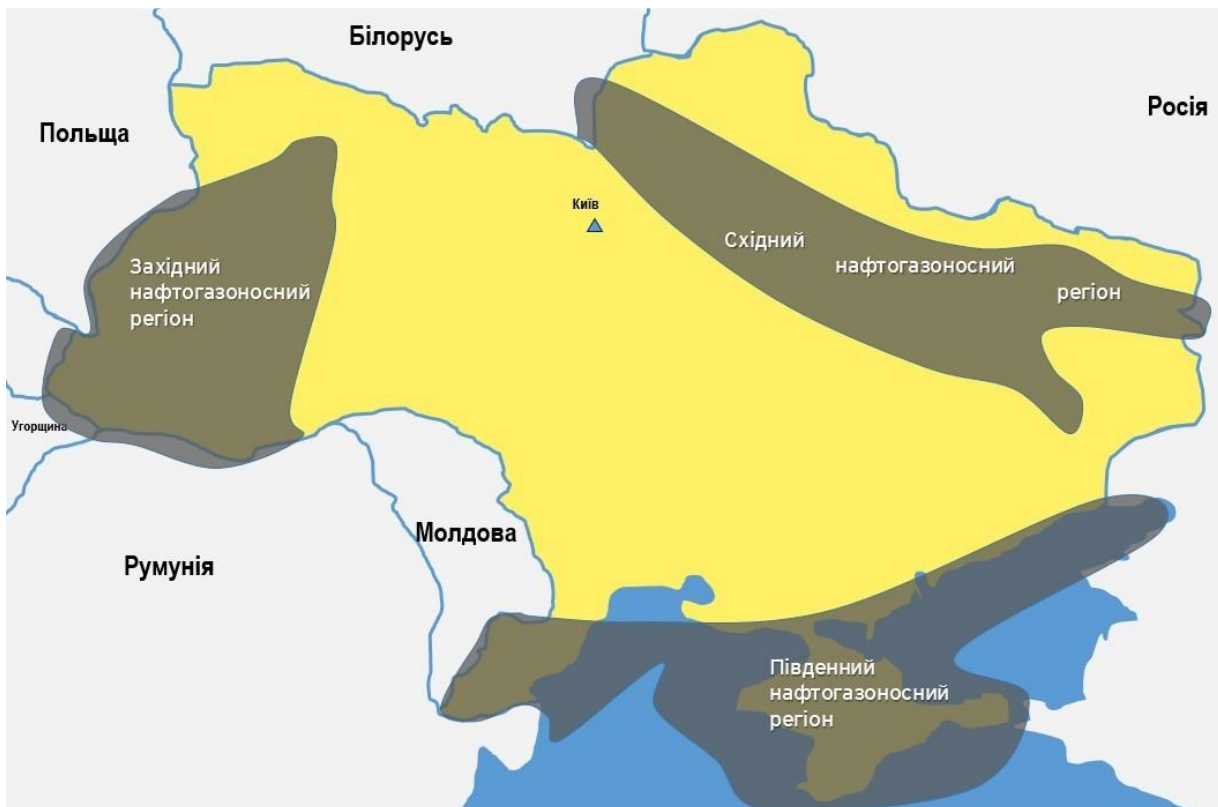 Білорусь
Польща
Росія
Київ
Східний
нафтогазоносний
регіон
Західний
нафтогазоносний
регіон
Угорщина
Молдова
Румунія
Південний
нафтогазоносний
регіон